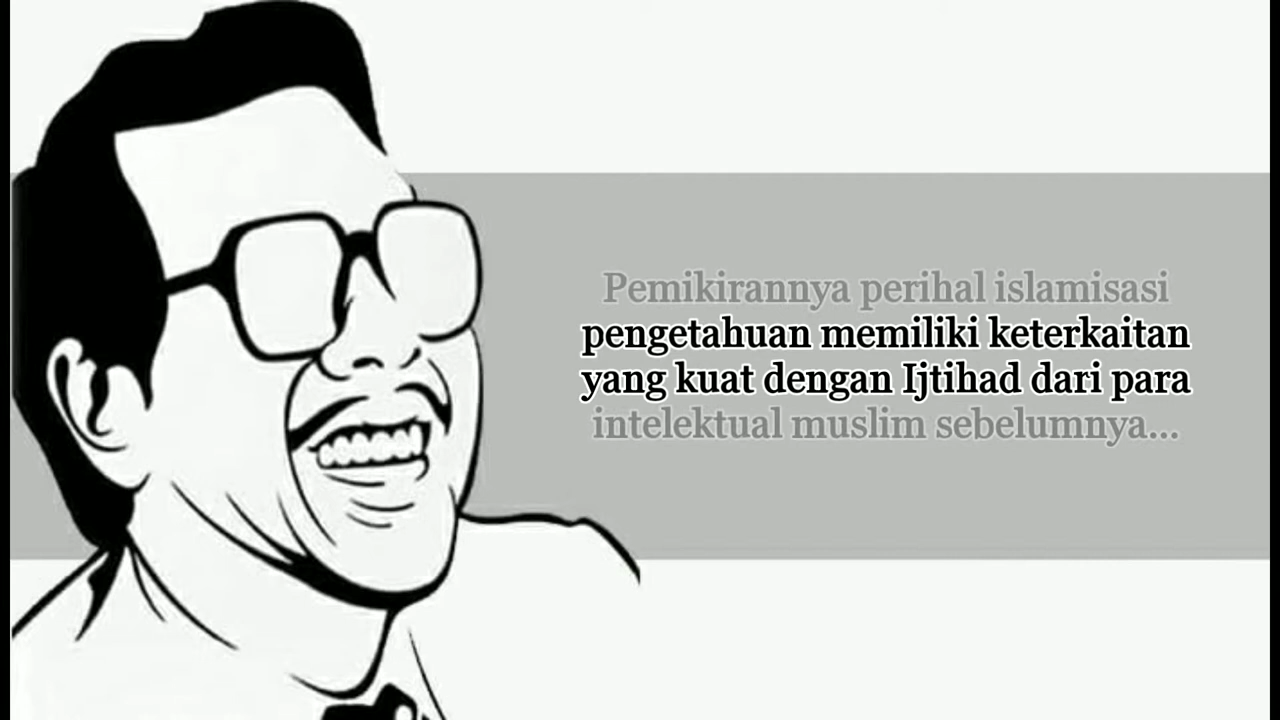 Pemikirannya perihal islamisasi
pengetahuan memiliki keterkaitan
yang kuat dengan Ijtihad dari para
intelektual muslim sebelumnya...